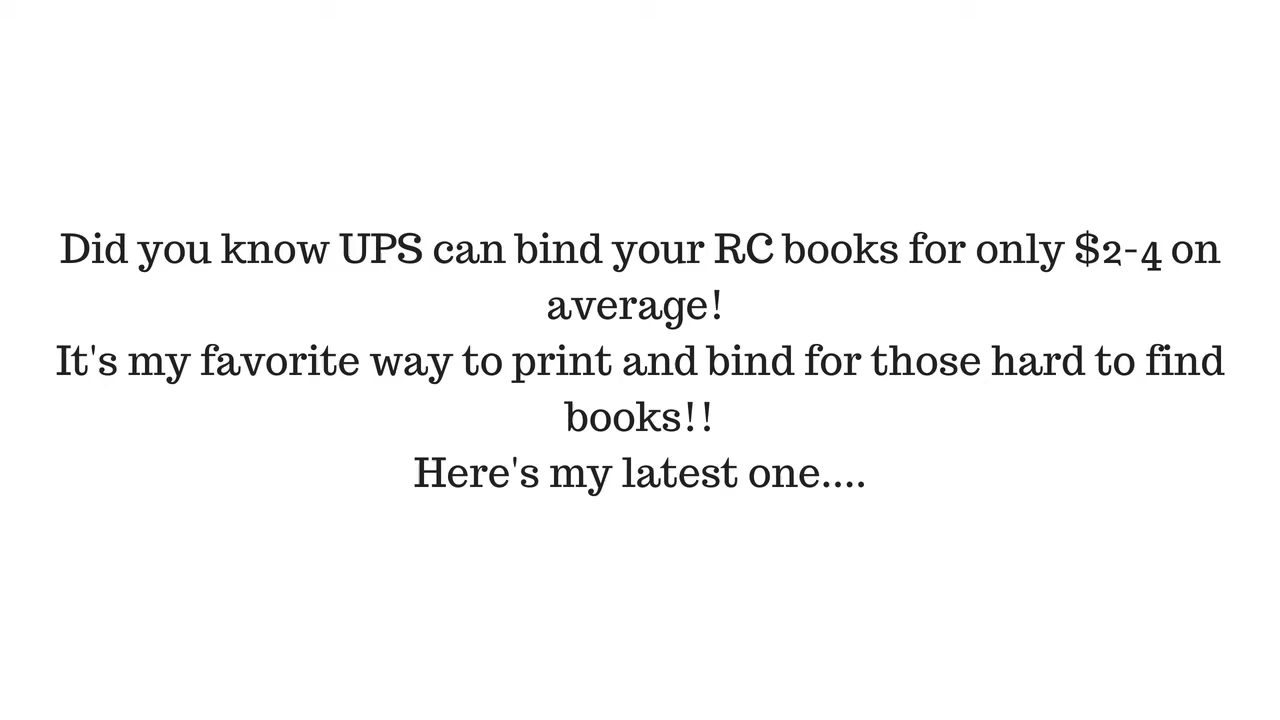 Did you know UPS can bind your RC books for only $2-4 on
average!
It's my favorite way to print and bind for those hard to find
books!!
Here's my latest one....